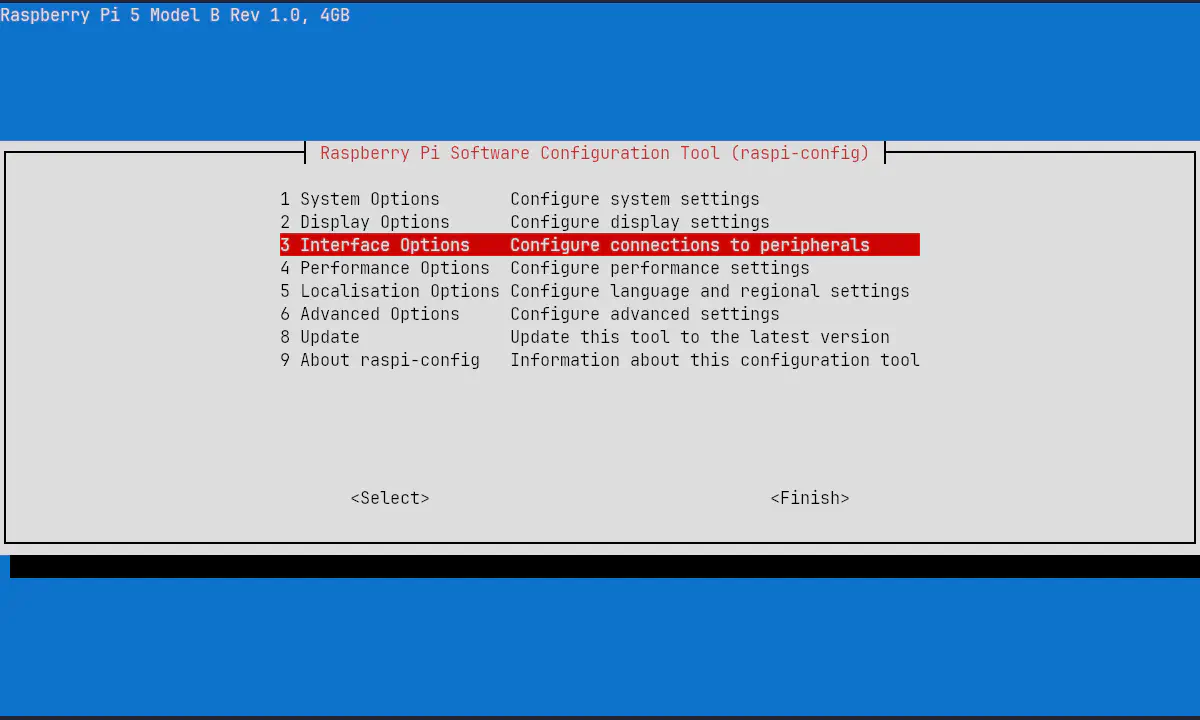 Raspberry Pi 5 Model B Rev 1.0, 4GB
Raspberry Pi Software Configuration Tool (raspi-config)
1 System Options       Configure system settings
2 Display Options      Configure display settings
3 Interface Options    Configure connections to peripherals
4 Performance Options  Configure performance settings
5 Localisation Options Configure language and regional settings
6 Advanced Options     Configure advanced settings
8 Update               Update this tool to the latest version
9 About raspi-config   Information about this configuration tool
<Select>                                  <Finish>